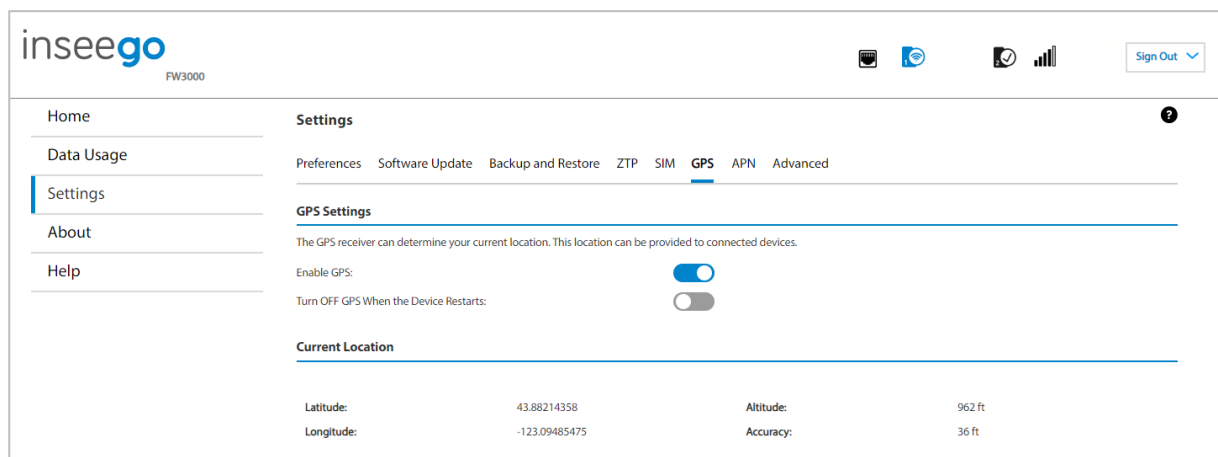 inseego
FW3000
1
2
Sign Out
Home
Data Usage
Settings
About
Help
Settings
?
Preferences Software Update Backup and Restore ZTP SIM GPS APN Advanced
GPS Settings
The GPS receiver can determine your current location. This location can be provided to connected devices.
Enable GPS:
Turn OFF GPS When the Device Restarts:
Current Location
Latitude: 43.88214358 Altitude: 962 ft
Longitude: -123.09485475 Accuracy: 36 ft